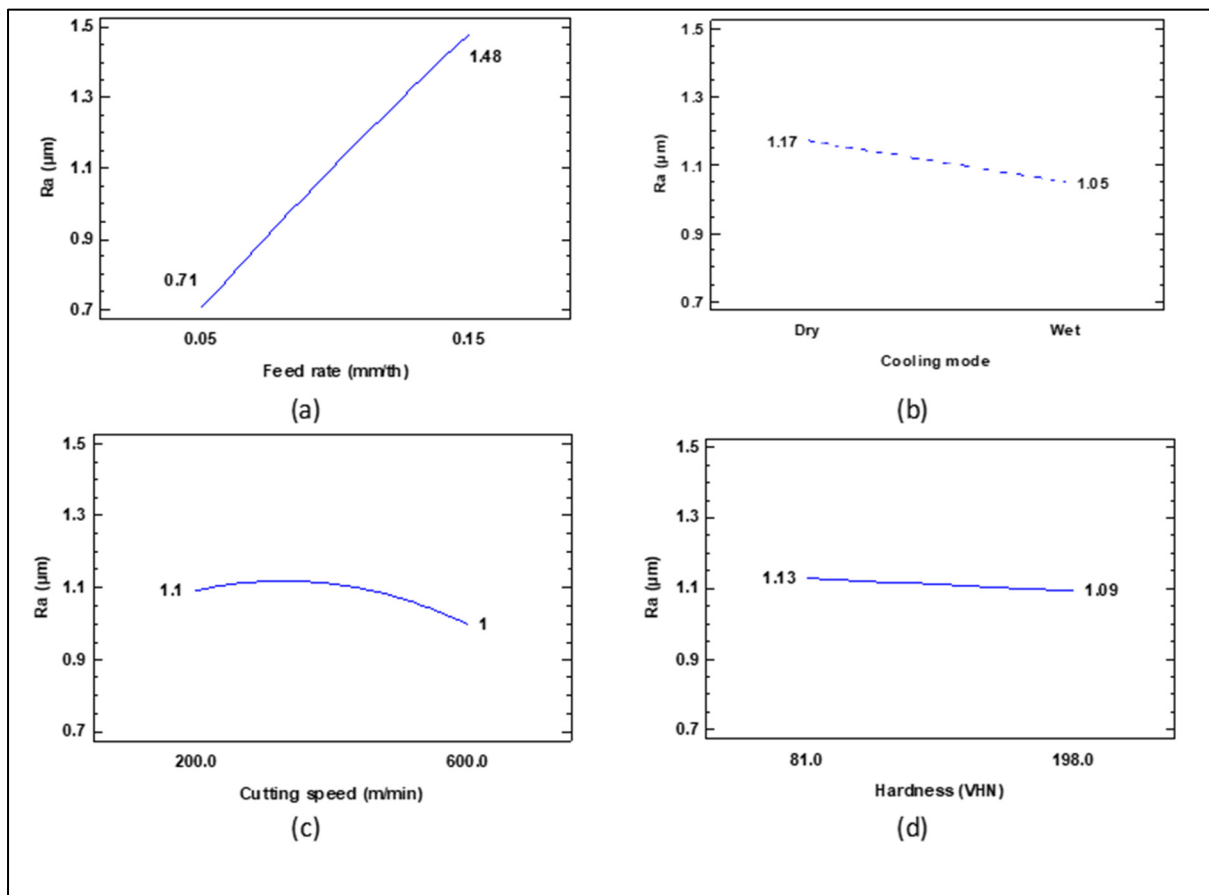 1.5
1.3
1.1
0.9
0.7
Ra (µm)
0.71
1.48
0.05 0.15
Feed rate (mm/th)
(a)
1.5
1.3
1.1
0.9
0.7
Ra (µm)
1.17
1.05
Dry Wet
Cooling mode
(b)
1.5
1.3
1.1
0.9
0.7
Ra (µm)
1.1
1
200.0 600.0
Cutting speed (m/min)
(c)
1.5
1.3
1.1
0.9
0.7
Ra (µm)
1.13
1.09
81.0 198.0
Hardness (VHN)
(d)